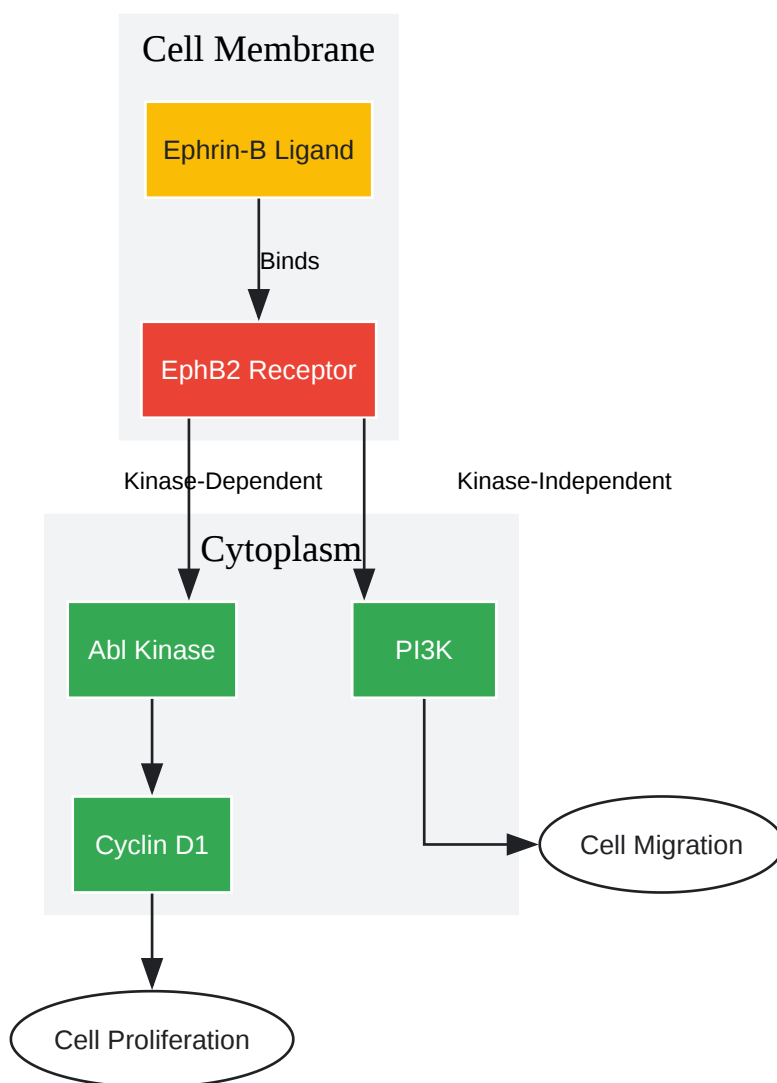 Cell Membrane
Ephrin-B Ligand
Binds
EphB2 Receptor
Kinase-Dependent
Kinase-Independent
Cytoplasm
Abl Kinase
PI3K
Cyclin D1
Cell Migration
Cell Proliferation